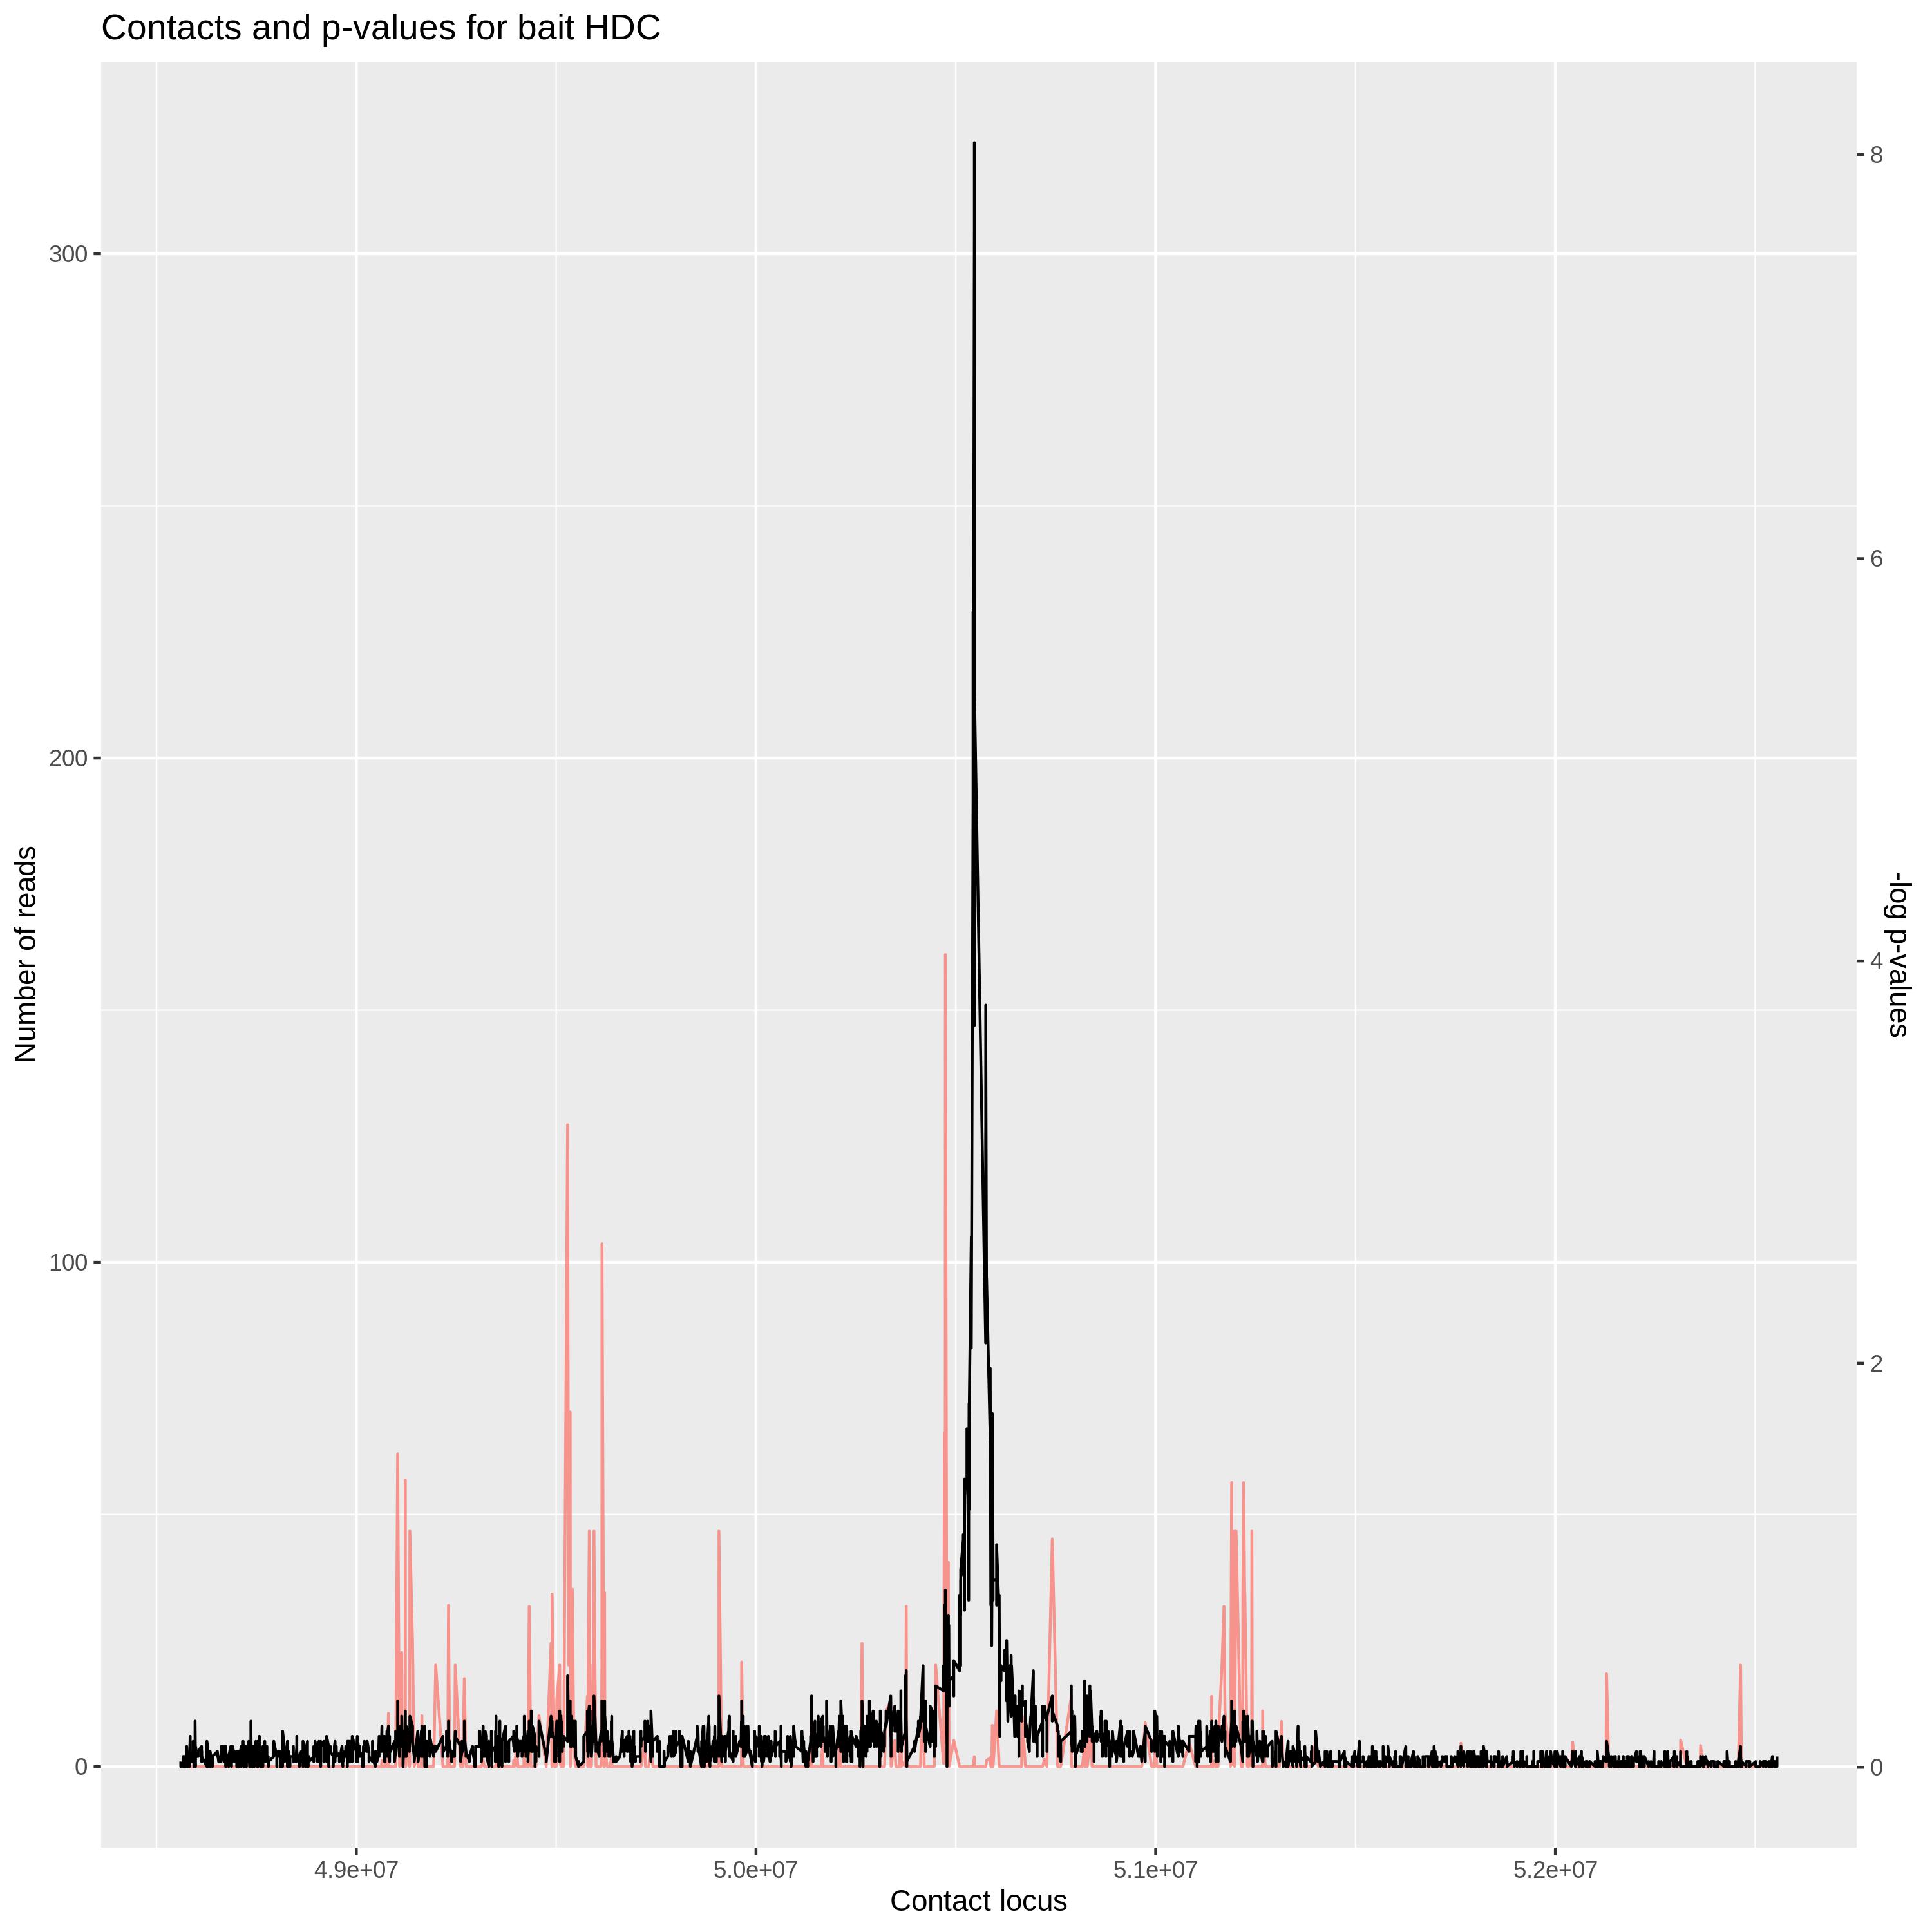 Contacts and p-values for bait HDC
300
200
100
0
Number of reads
8
6
4
2
0
-log p-values
4.9e+07
5.0e+07
5.1e+07
5.2e+07
Contact locus